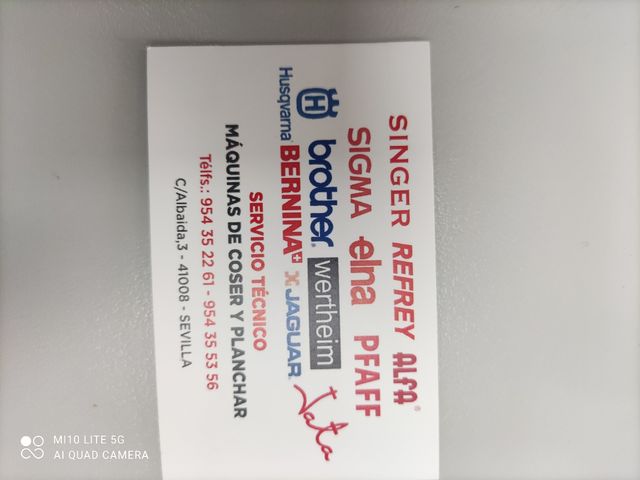 SINGER REFREY ALFA®
SIGMA elna PFAFF
Husqvarna brother wertheim Jata
BERNINA+ JAGUAR
SERVICIO TÉCNICO
MÁQUINAS DE COSER Y PLANCHAR
Télfs.: 954 35 22 61 - 954 35 53 56
C/Albaida,3 - 41008 - SEVILLA
MI10 LITE 5G
AI QUAD CAMERA